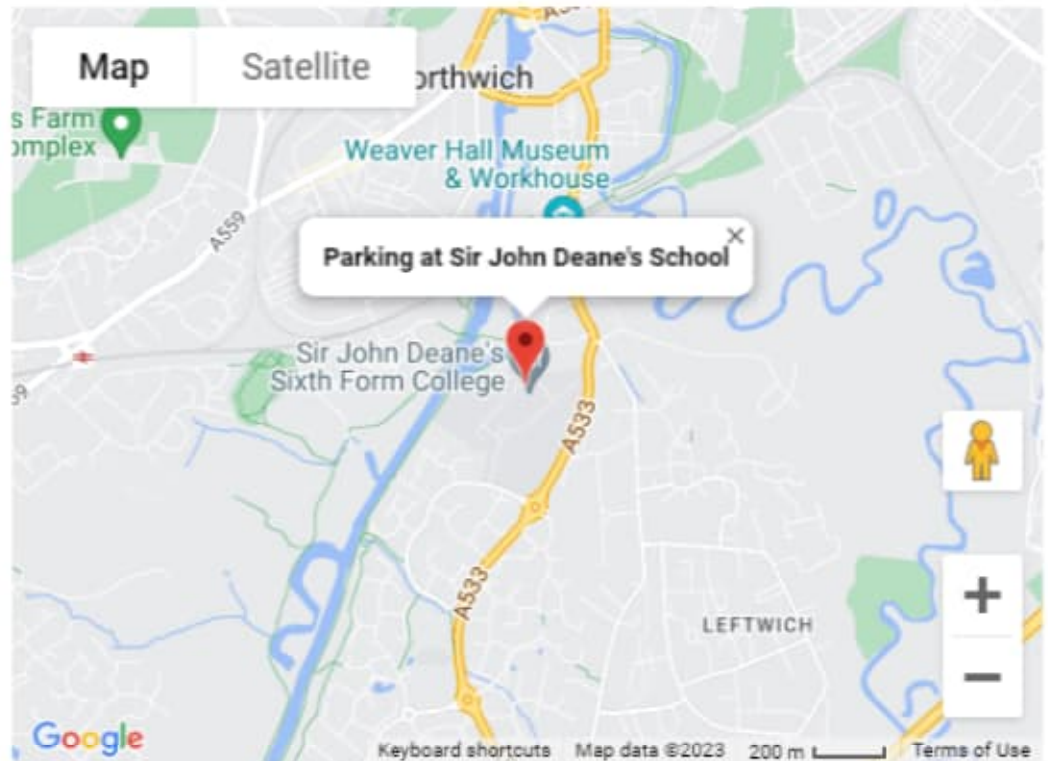 A53
Map
Satellite
orthwich
s Farm
omplex
Weaver Hall Museum
& Workhouse
A559
Parking at Sir John Deane's School
Sir John Deane's
Sixth Form College
A533
A533
LEFTWICH
Google
Keyboard shortcuts
Map data ©2023
200 m
Terms of Use